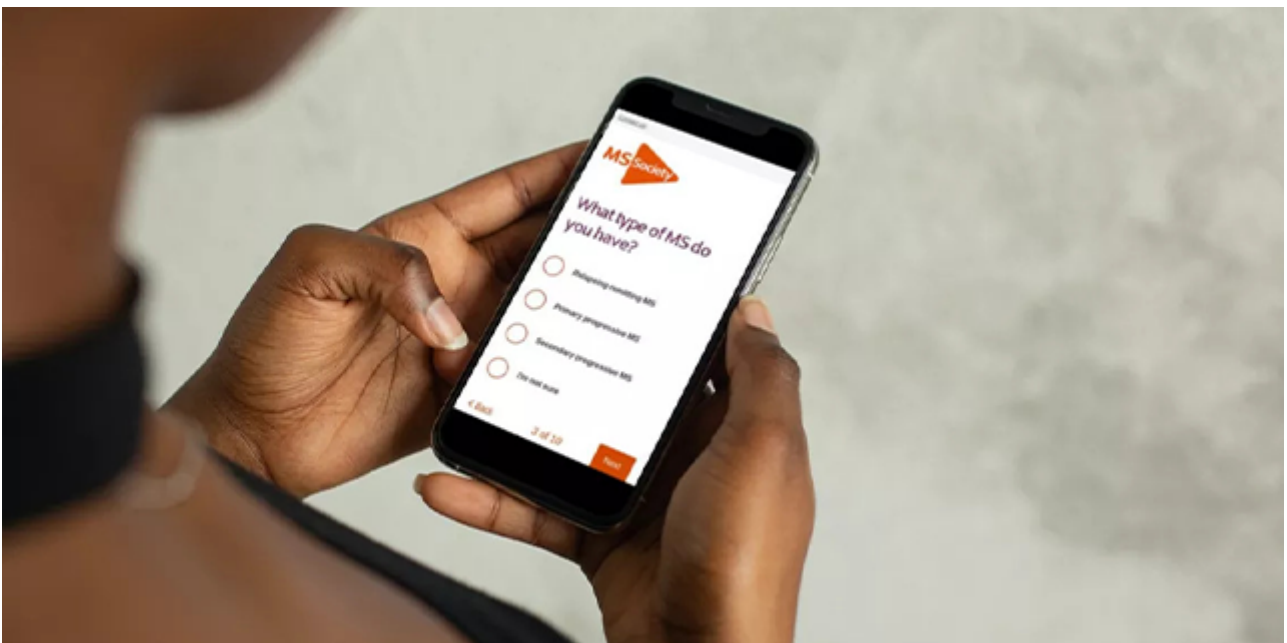 MS Society
What type of MS do
you have?
Relapsing remitting MS
Primary progressive MS
Secondary progressive MS
I'm not sure
< Back
3 of 10
Next